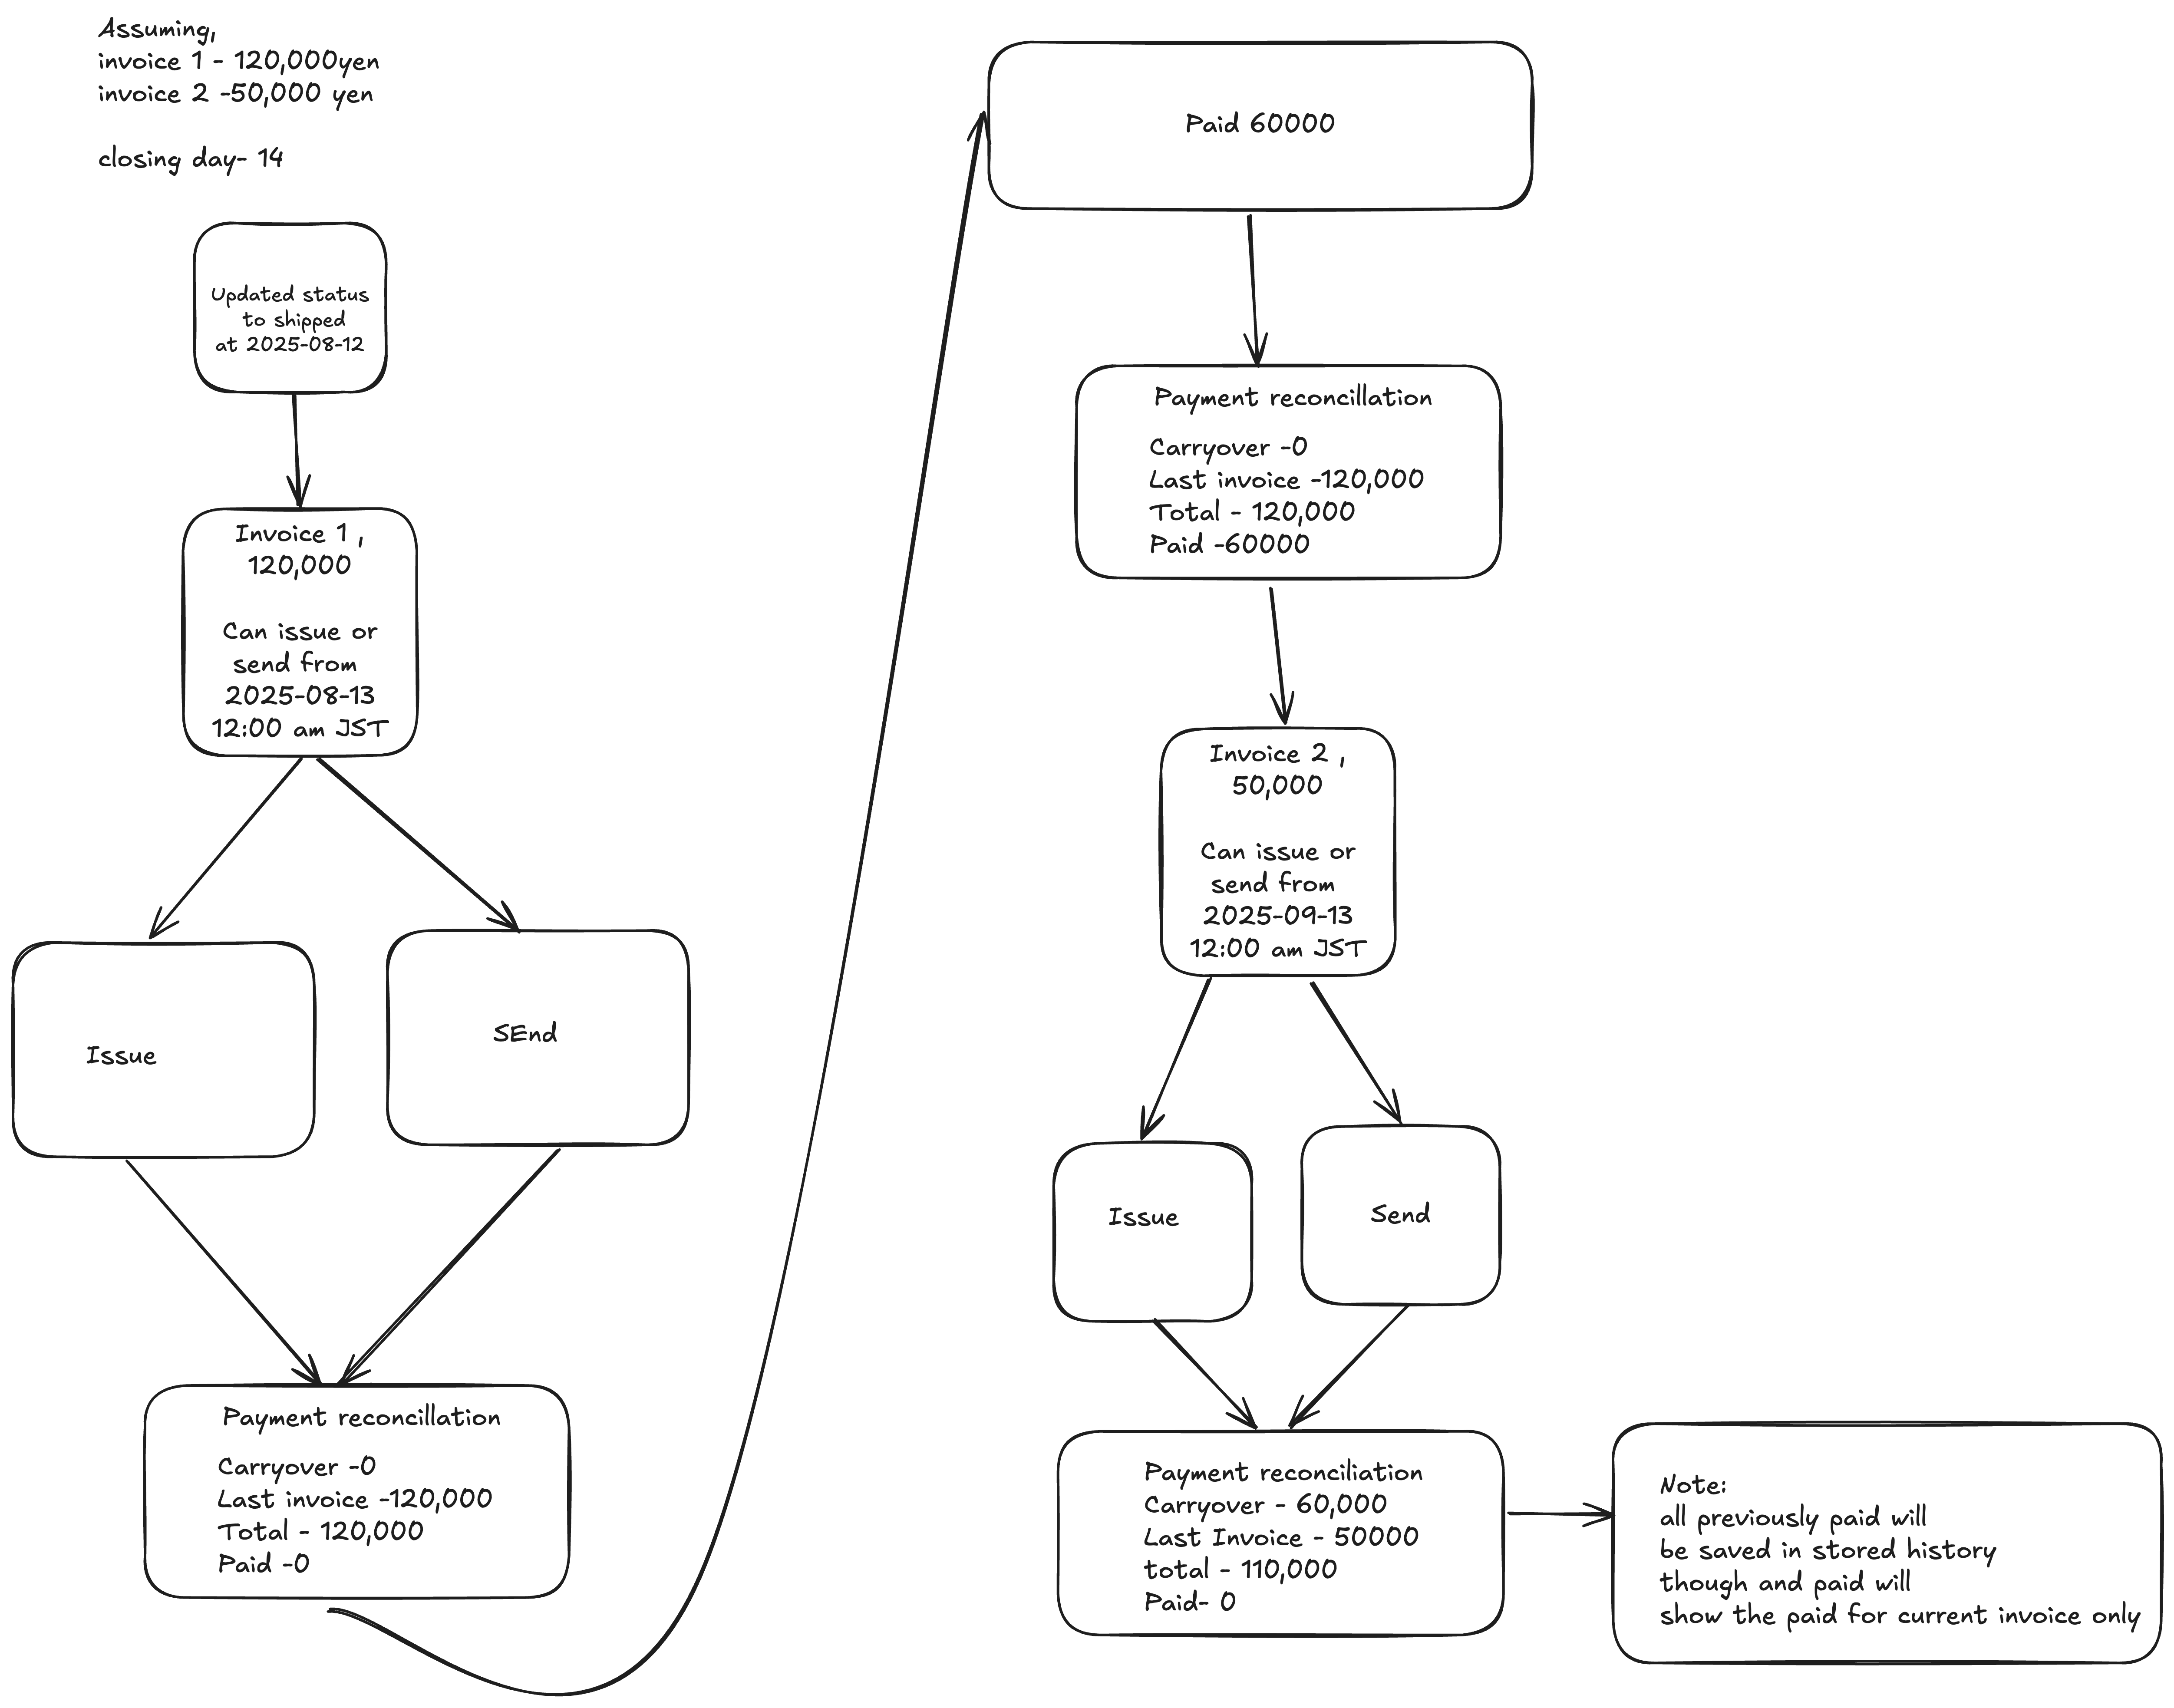 Assuming,
invoice 1 - 120,000yen
invoice 2 -50,000 yen
closing day- 14
Updated status
to shipped
at 2025-08-12
Invoice 1 ,
120,000
Can issue or
send from
2025-08-13
12:00 am JST
Issue
SEnd
Payment reconcillation
Carryover -0
Last invoice -120,000
Total - 120,000
Paid -0
Paid 60000
Payment reconcillation
Carryover -0
Last invoice -120,000
Total - 120,000
Paid -60000
Invoice 2 ,
50,000
Can issue or
send from
2025-09-13
12:00 am JST
Issue
Send
Payment reconciliation
Carryover - 60,000
Last Invoice - 50000
total - 110,000
Paid- 0
Note:
all previously paid will
be saved in stored history
though and paid will
show the paid for current invoice only